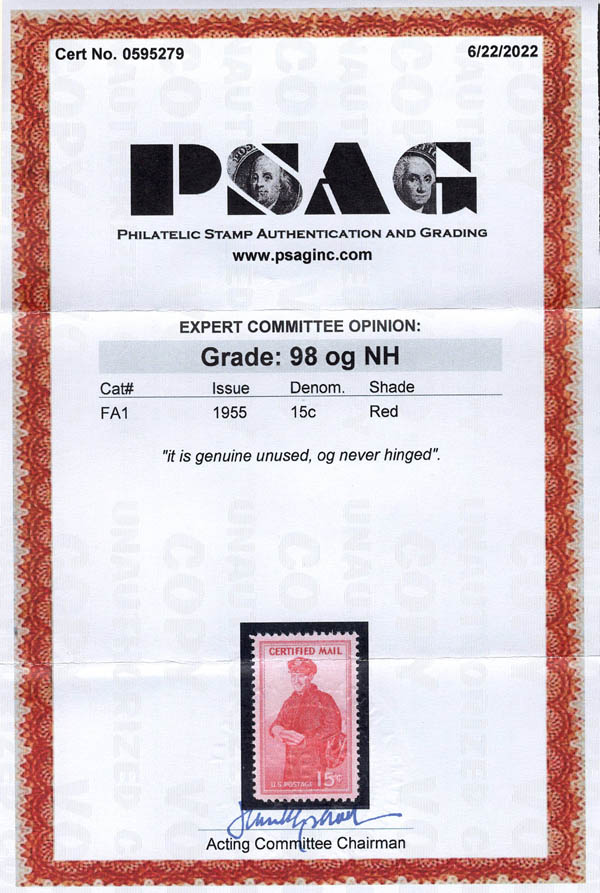 Cert No. 0595279
6/22/2022
PSAG
PHILATELIC STAMP AUTHENTICATION AND GRADING
www.psaginc.com
EXPERT COMMITTEE OPINION:
Grade: 98 og NH
Cat# Issue Denom. Shade
FA1 1955 15c Red
"it is genuine unused, og never hinged".
CERTIFIED MAIL
U.S. POSTAGE 15¢
Acting Committee Chairman